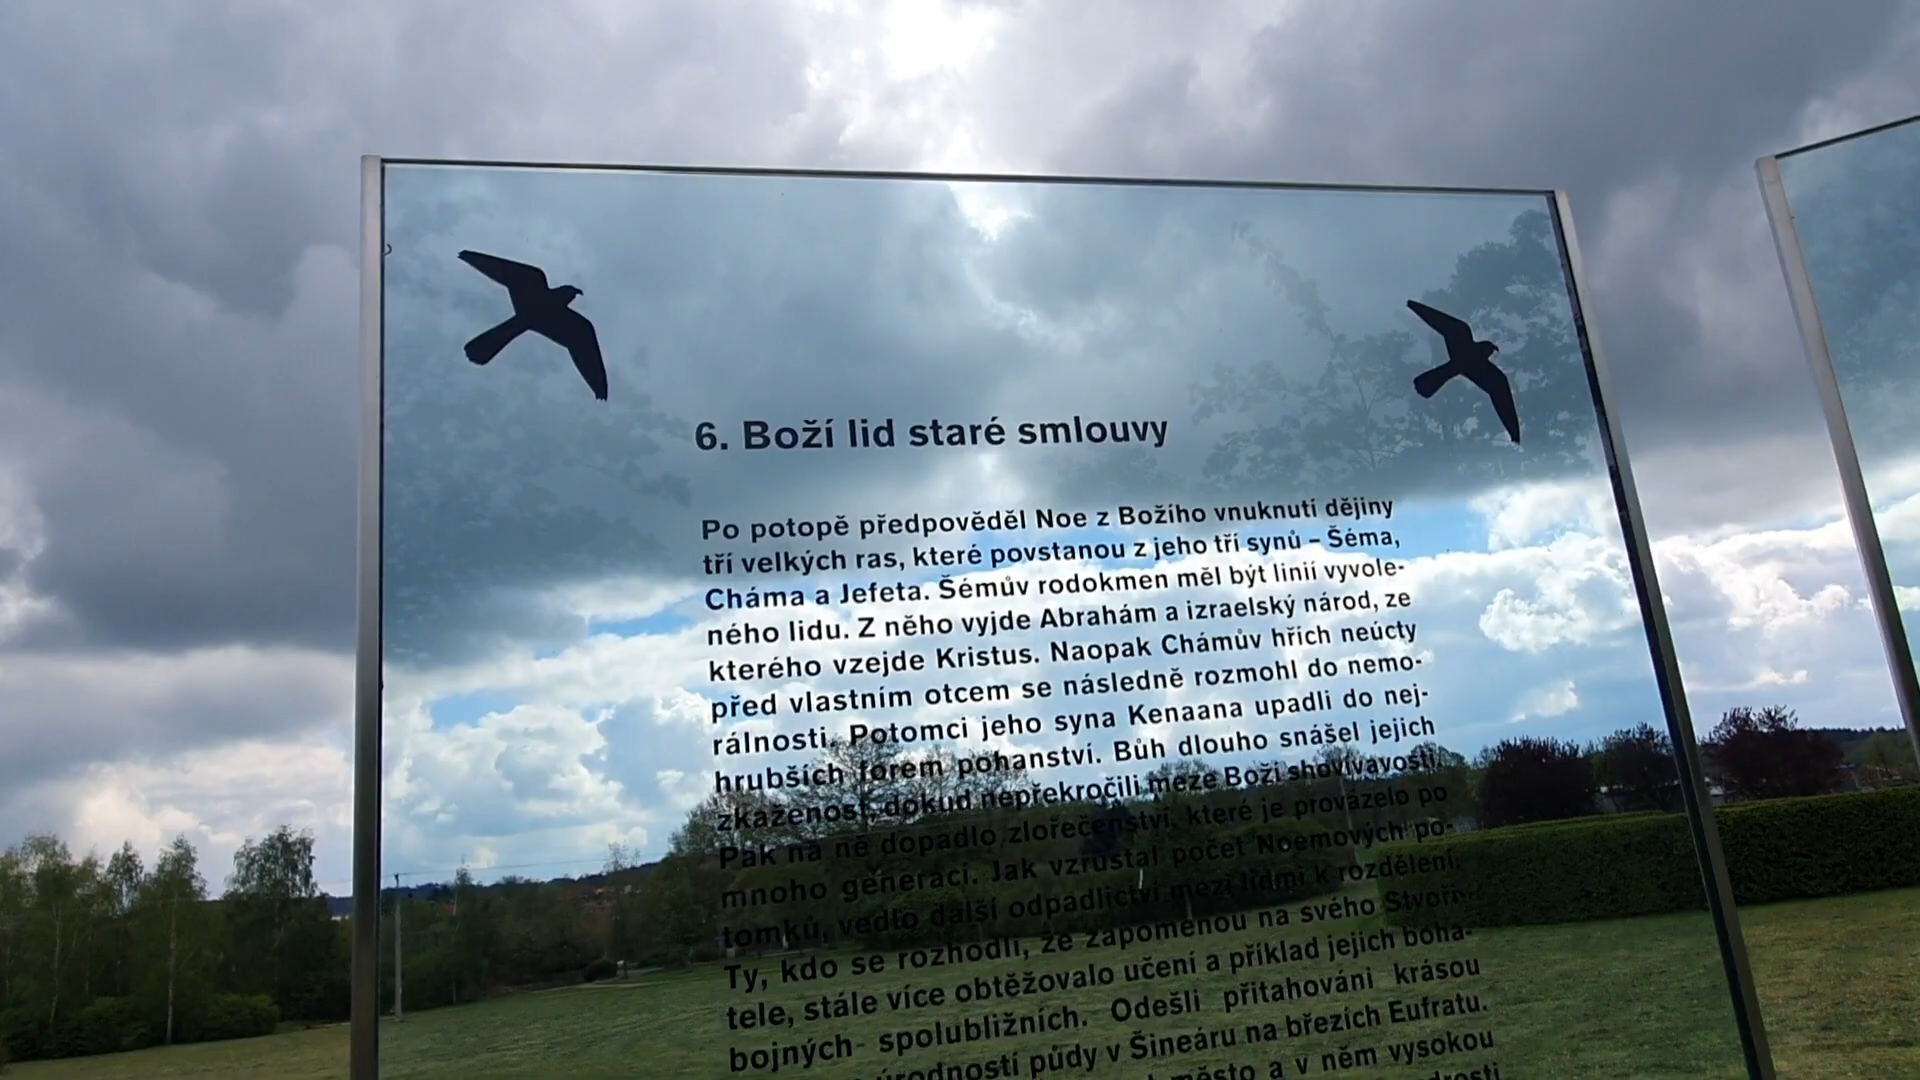 6. Boží lid staré smlouvy
Po potopě předpověděl Noe z Božího vnuknutí dějiny
tří velkých ras, které povstanou z jeho tří synů – Šéma,
Cháma a Jefeta. Šémův rodokmen měl být linií vyvole-
ného lidu. Z něho vyjde Abrahám a izraelský národ, ze
kterého vzejde Kristus. Naopak Chámův hřích neúcty
před vlastním otcem se následně rozmohl do nemo-
rálnosti. Potomci jeho syna Kenaana upadli do nej-
hrubších forem pohanství. Bůh dlouho snášel jejich
zkaženost, dokud nepřekročili meze Boží shovívavosti.
Pak na ně dopadlo zlořečenství, které je provázelo po
mnoho generací. Jak vzrůstal počet Noemových po-
tomků, vedlo další odpadlictví mezi lidmi k rozdělení.
Ty, kdo se rozhodli, že zapomenou na svého Stvoři-
tele, stále více obtěžovalo učení a příklad jejich boha-
bojných spolubližních. Odešli přitahováni krásou
úrodností půdy v Šineáru na březích Eufratu.
město a v něm vysokou